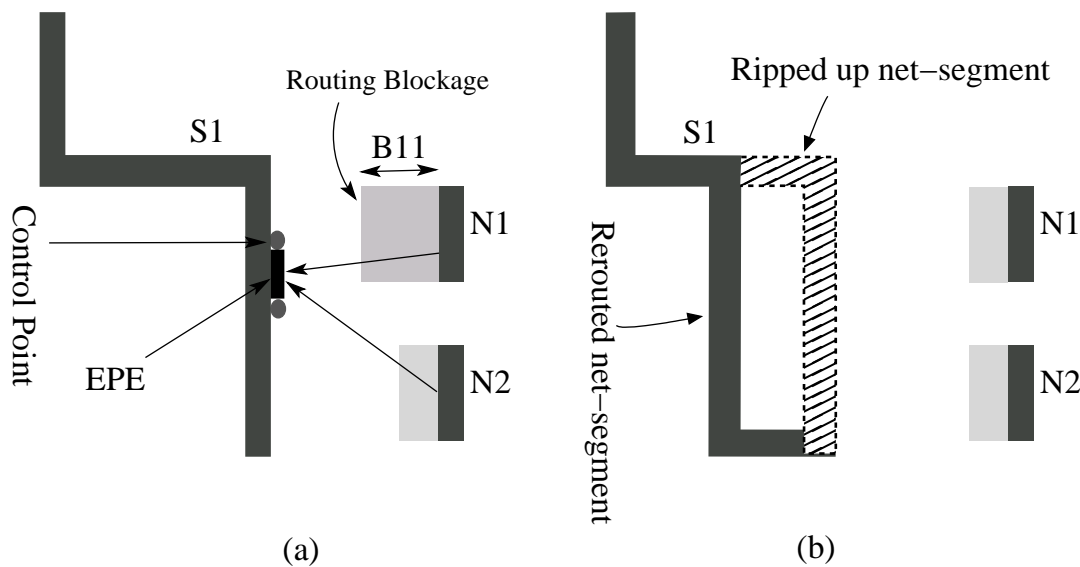 Routing Blockage
S1
B11
N1
Control Point
EPE
N2
(a)
Ripped up net−segment
S1
N1
Rerouted net−segment
N2
(b)